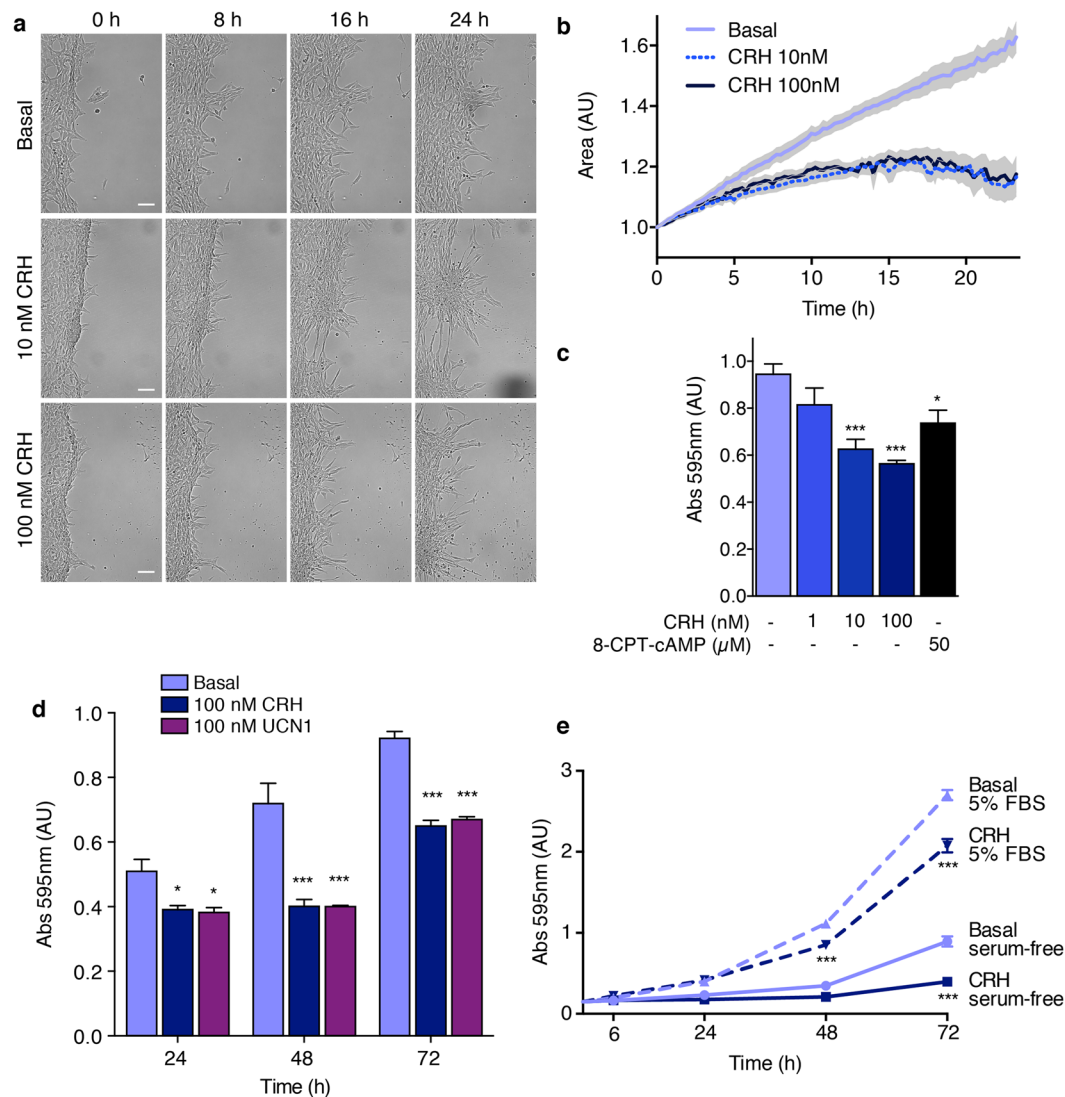 a
0 h 8 h 16 h 24 h
Basal
10 nM CRH
100 nM CRH
b
Basal
CRH 10nM
CRH 100nM
Area (AU)
1.6
1.4
1.2
1.0
0 5 10 15 20
Time (h)
c
Abs 595nm (AU)
1.0
0.8
0.6
0.4
0.2
0.0
***
***
*
CRH (nM) - 1 10 100 -
8-CPT-cAMP (µM) - - - - 50
d
Basal
100 nM CRH
100 nM UCN1
Abs 595nm (AU)
1.0
0.8
0.6
0.4
0.2
0.0
* *
*** ***
*** ***
24 48 72
Time (h)
e
Abs 595nm (AU)
3
2
1
0
Basal
5% FBS
CRH
5% FBS
***
***
Basal
serum-free
CRH
serum-free
***
6 24 48 72
Time (h)